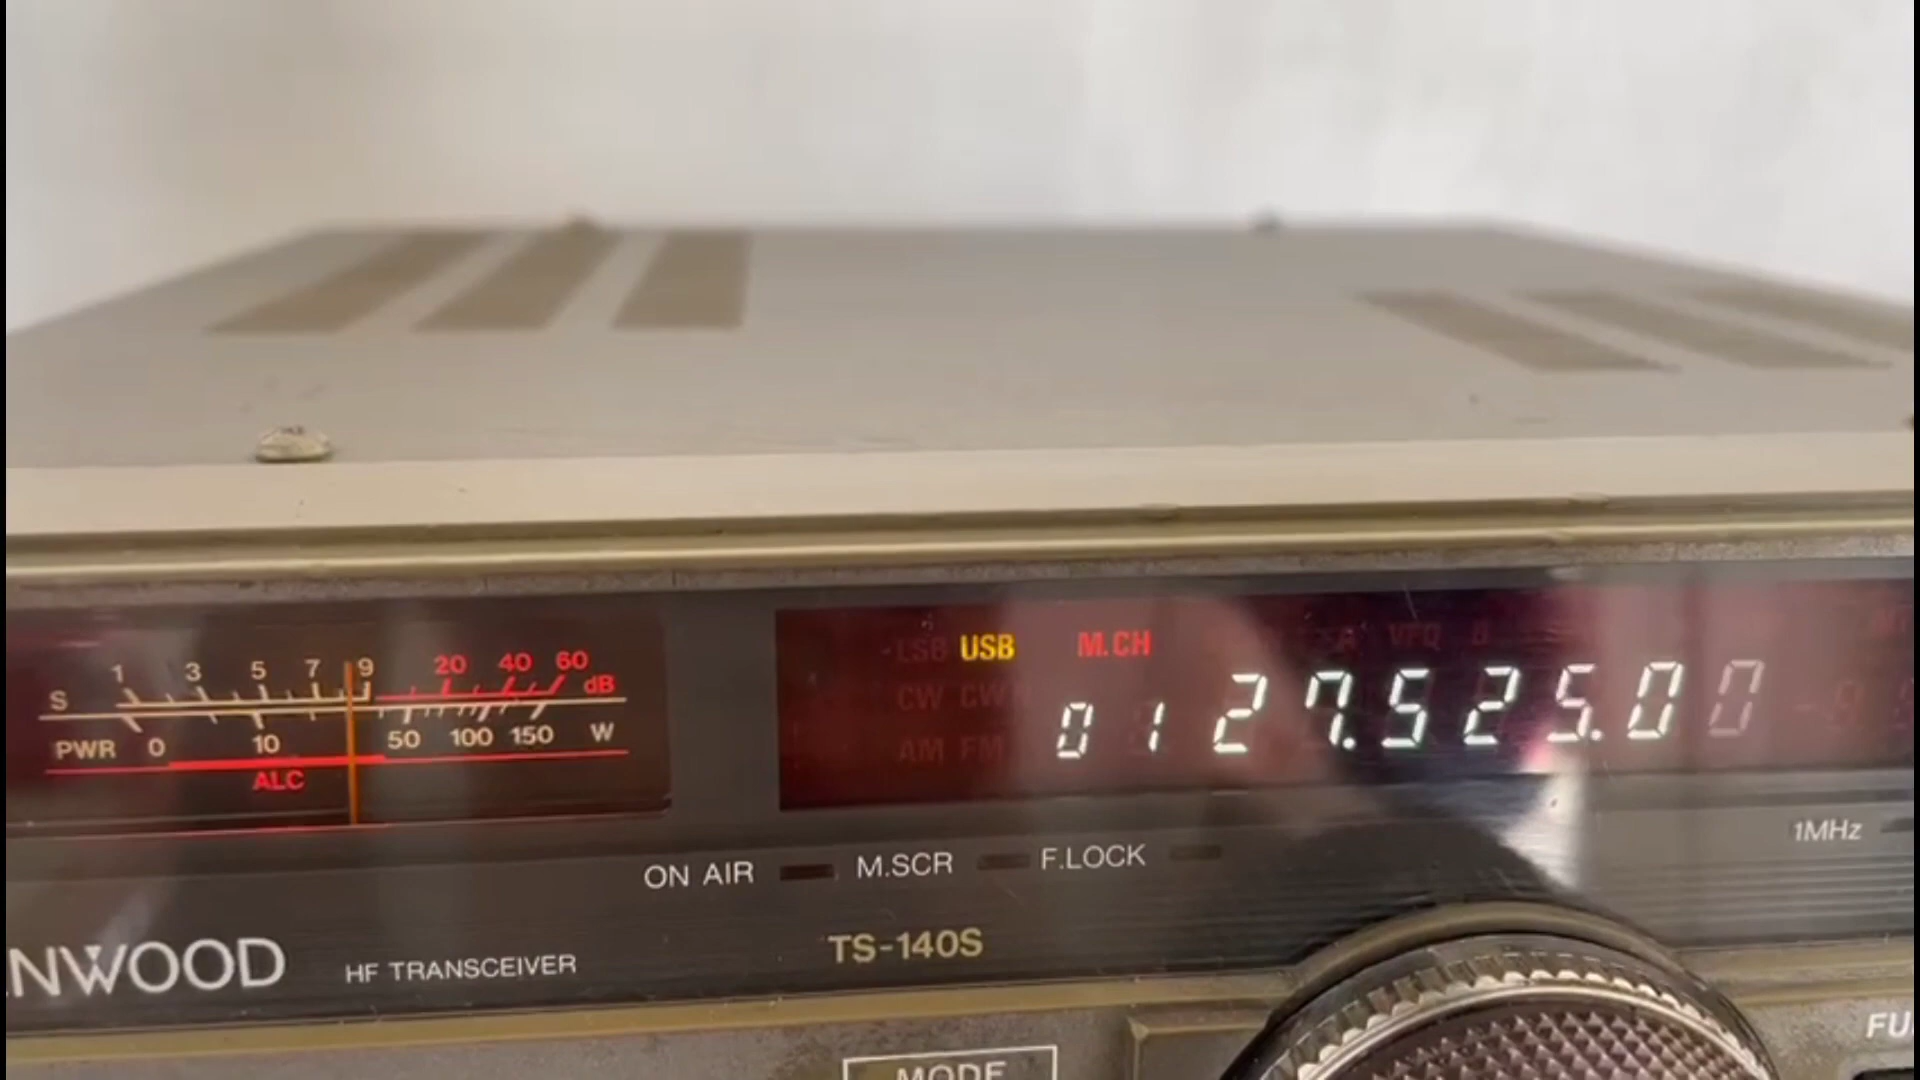 1 3 5 7 9 20 40 60
S dB
PWR 0 10 50 100 150 W
ALC
LSB USB M.CH
CW
AM FM
01 27.525.00
1MHz
ON AIR M.SCR F.LOCK
TS-140S
NWOOD HF TRANSCEIVER
MODE
FU